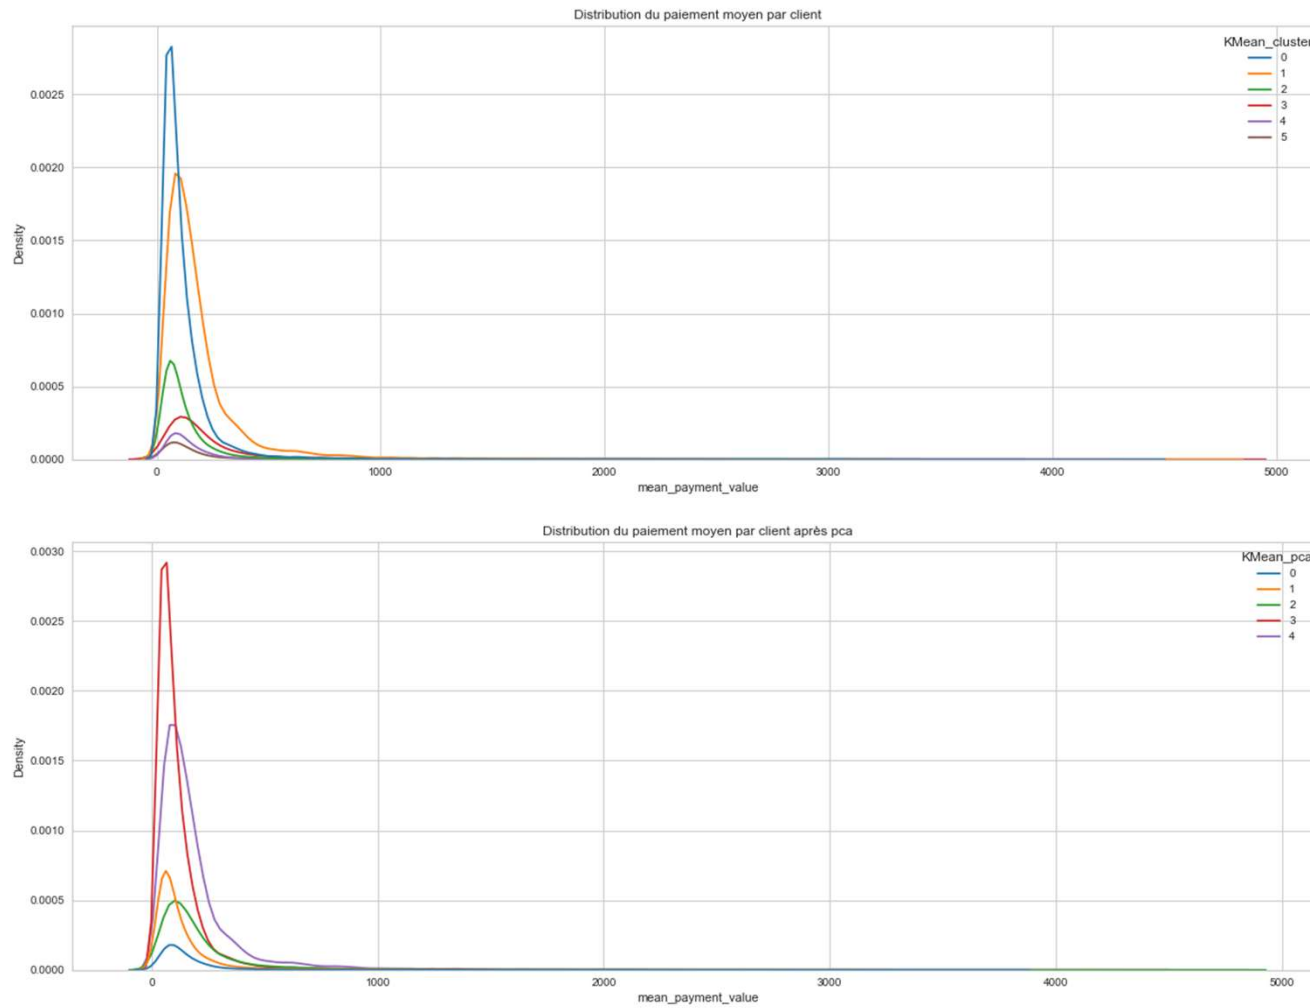 Distribution du paiement moyen par client
KMean_cluster
0
1
2
3
4
5
0.0025
0.0020
0.0015
0.0010
0.0005
0.0000
Density
0 1000 2000 3000 4000 5000
mean_payment_value
Distribution du paiement moyen par client après pca
KMean_pca
0
1
2
3
4
0.0030
0.0025
0.0020
0.0015
0.0010
0.0005
0.0000
Density
0 1000 2000 3000 4000 5000
mean_payment_value